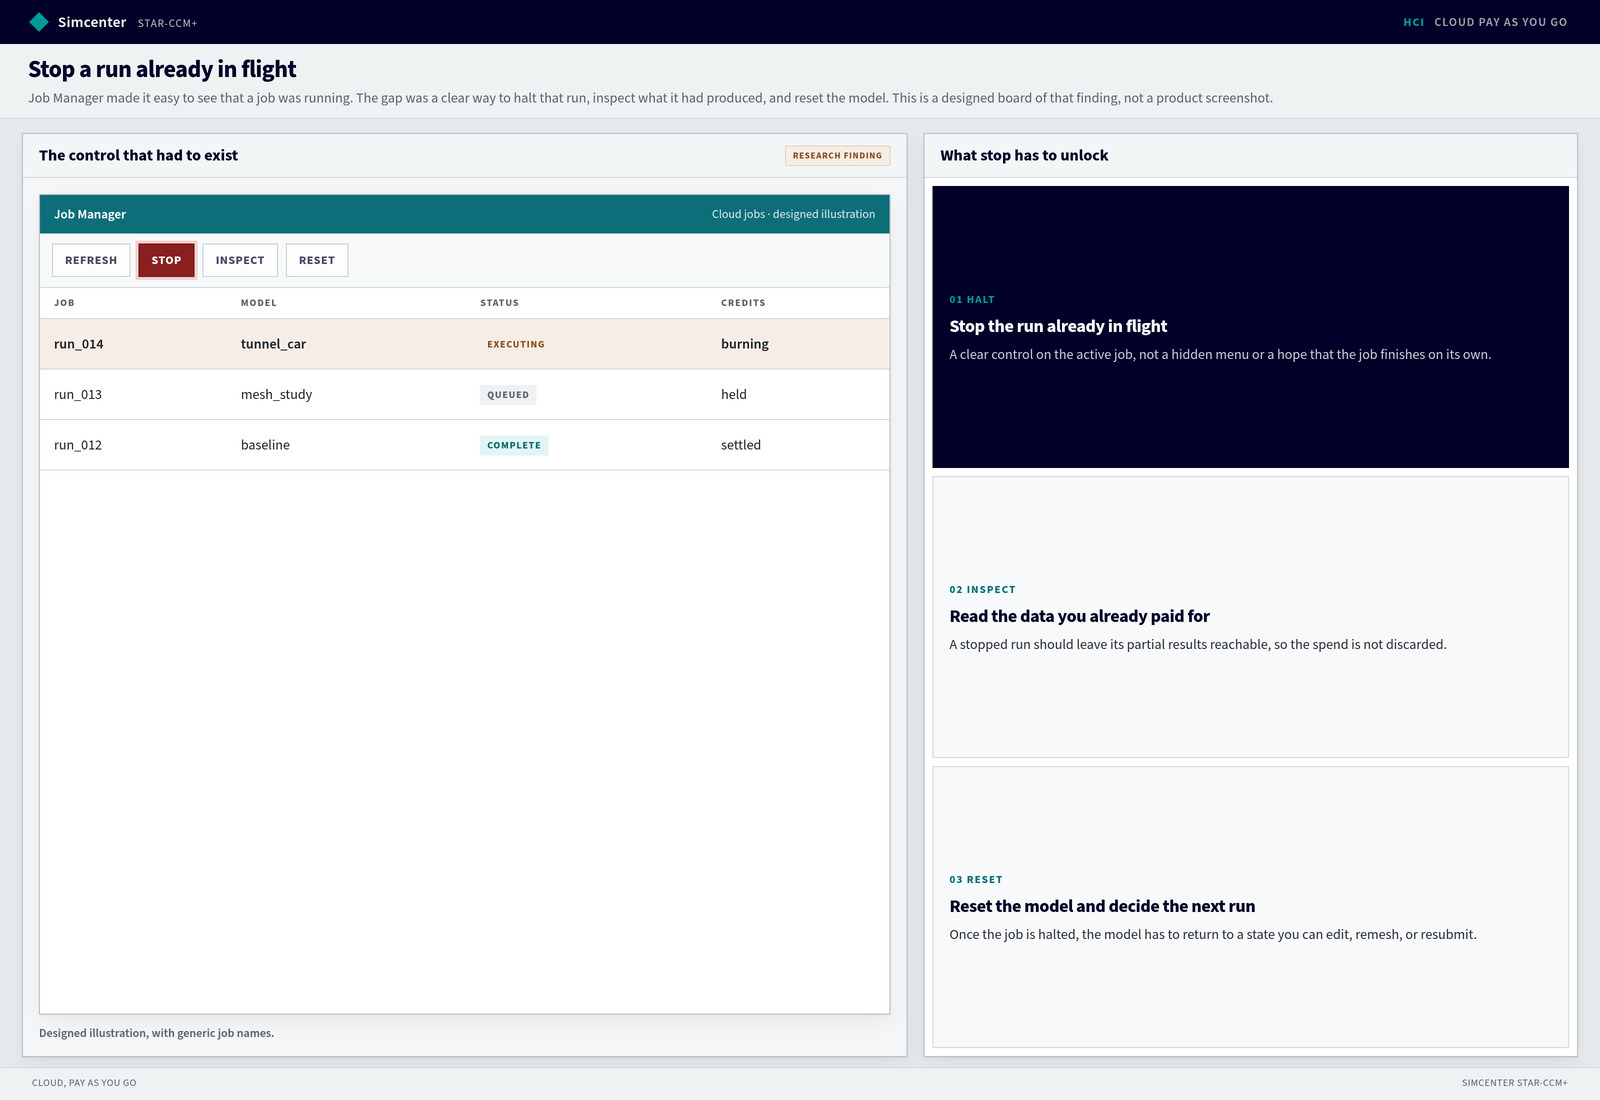 Simcenter STAR-CCM+
HCI CLOUD PAY AS YOU GO
Stop a run already in flight
Job Manager made it easy to see that a job was running. The gap was a clear way to halt that run, inspect what it had produced, and reset the model. This is a designed board of that finding, not a product screenshot.
The control that had to exist
RESEARCH FINDING
Job Manager
Cloud jobs · designed illustration
REFRESH STOP INSPECT RESET
JOB MODEL STATUS CREDITS
run_014 tunnel_car EXECUTING burning
run_013 mesh_study QUEUED held
run_012 baseline COMPLETE settled
Designed illustration, with generic job names.
What stop has to unlock
01 HALT
Stop the run already in flight
A clear control on the active job, not a hidden menu or a hope that the job finishes on its own.
02 INSPECT
Read the data you already paid for
A stopped run should leave its partial results reachable, so the spend is not discarded.
03 RESET
Reset the model and decide the next run
Once the job is halted, the model has to return to a state you can edit, remesh, or resubmit.
CLOUD, PAY AS YOU GO
SIMCENTER STAR-CCM+